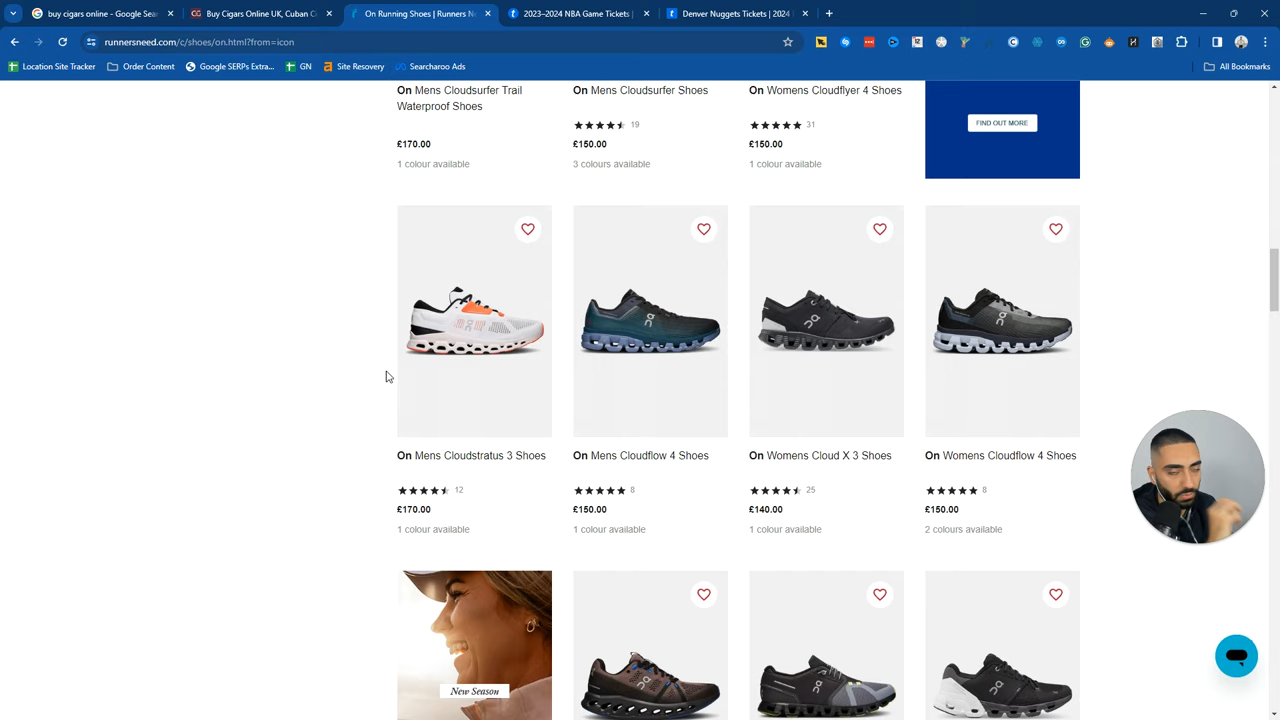 buy cigars online - Google Sea
Buy Cigars Online UK, Cuban C
On Running Shoes | Runners N
2023–2024 NBA Game Tickets |
Denver Nuggets Tickets | 2024
runnersneed.com/c/shoes/on.html?from=icon
Location Site Tracker
Order Content
Google SERPs Extra...
GN
Site Recovery
Searcharoo Ads
All Bookmarks
On Mens Cloudsurfer Trail
Waterproof Shoes
£170.00
1 colour available
On Mens Cloudsurfer Shoes
19
£150.00
3 colours available
On Womens Cloudflyer 4 Shoes
31
£150.00
1 colour available
FIND OUT MORE
On Mens Cloudstratus 3 Shoes
12
£170.00
1 colour available
On Mens Cloudflow 4 Shoes
8
£150.00
1 colour available
On Womens Cloud X 3 Shoes
25
£140.00
1 colour available
On Womens Cloudflow 4 Shoes
8
£150.00
2 colours available
New Season